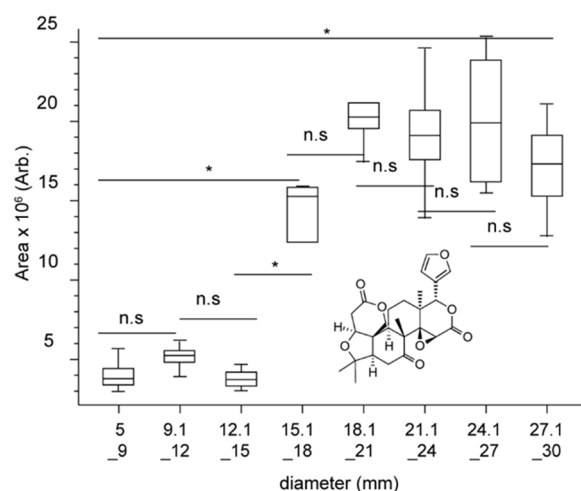 25
20
15
10
5
Area x 10⁶ (Arb.)
*
n.s
n.s
*
n.s
*
n.s
n.s
*
n.s
n.s
O
O
O
H
H
O
O
O
O
O
H
5 9.1 12.1 15.1 18.1 21.1 24.1 27.1
_9 _12 _15 _18 _21 _24 _27 _30
diameter (mm)